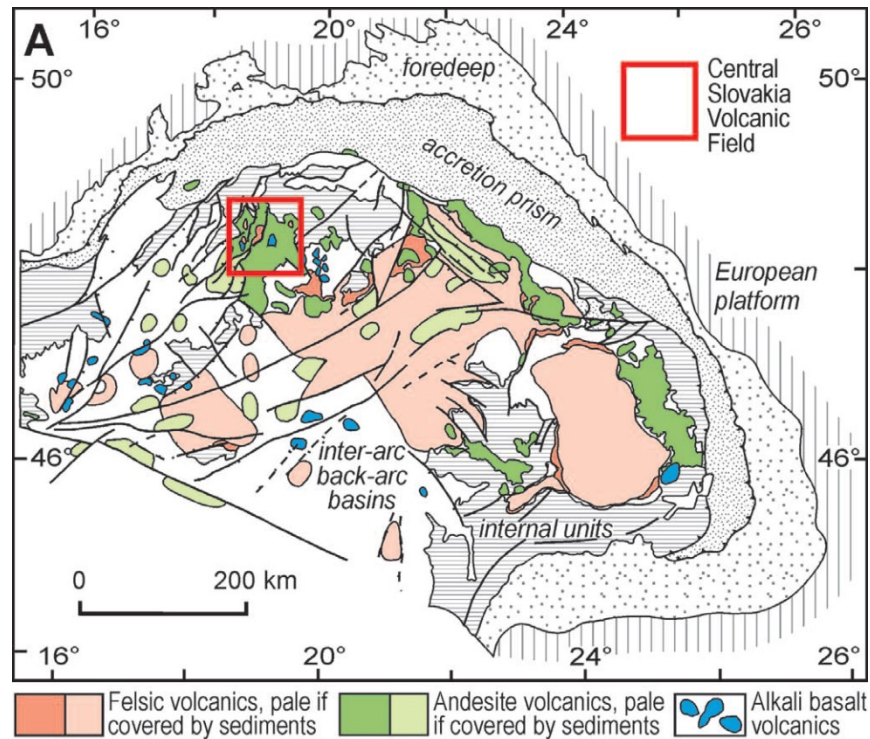 A
16°
20°
24°
26°
50°
50°
foredeep
Central
Slovakia
Volcanic
Field
accretion prism
European
platform
46°
46°
inter-arc
back-arc
basins
internal units
0
200 km
16°
20°
24°
26°
Felsic volcanics, pale if
covered by sediments
Andesite volcanics, pale
if covered by sediments
Alkali basalt
volcanics